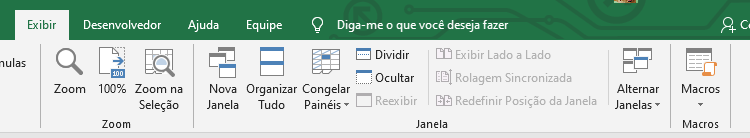 Exibir Desenvolvedor Ajuda Equipe Diga-me o que você deseja fazer
mulas
Zoom 100% Zoom na Seleção
100
Zoom
Nova Janela Organizar Tudo Congelar Painéis
Dividir
Ocultar
Reexibir
Exibir Lado a Lado
Rolagem Sincronizada
Redefinir Posição da Janela
Alternar Janelas
Janela
Macros
Macros